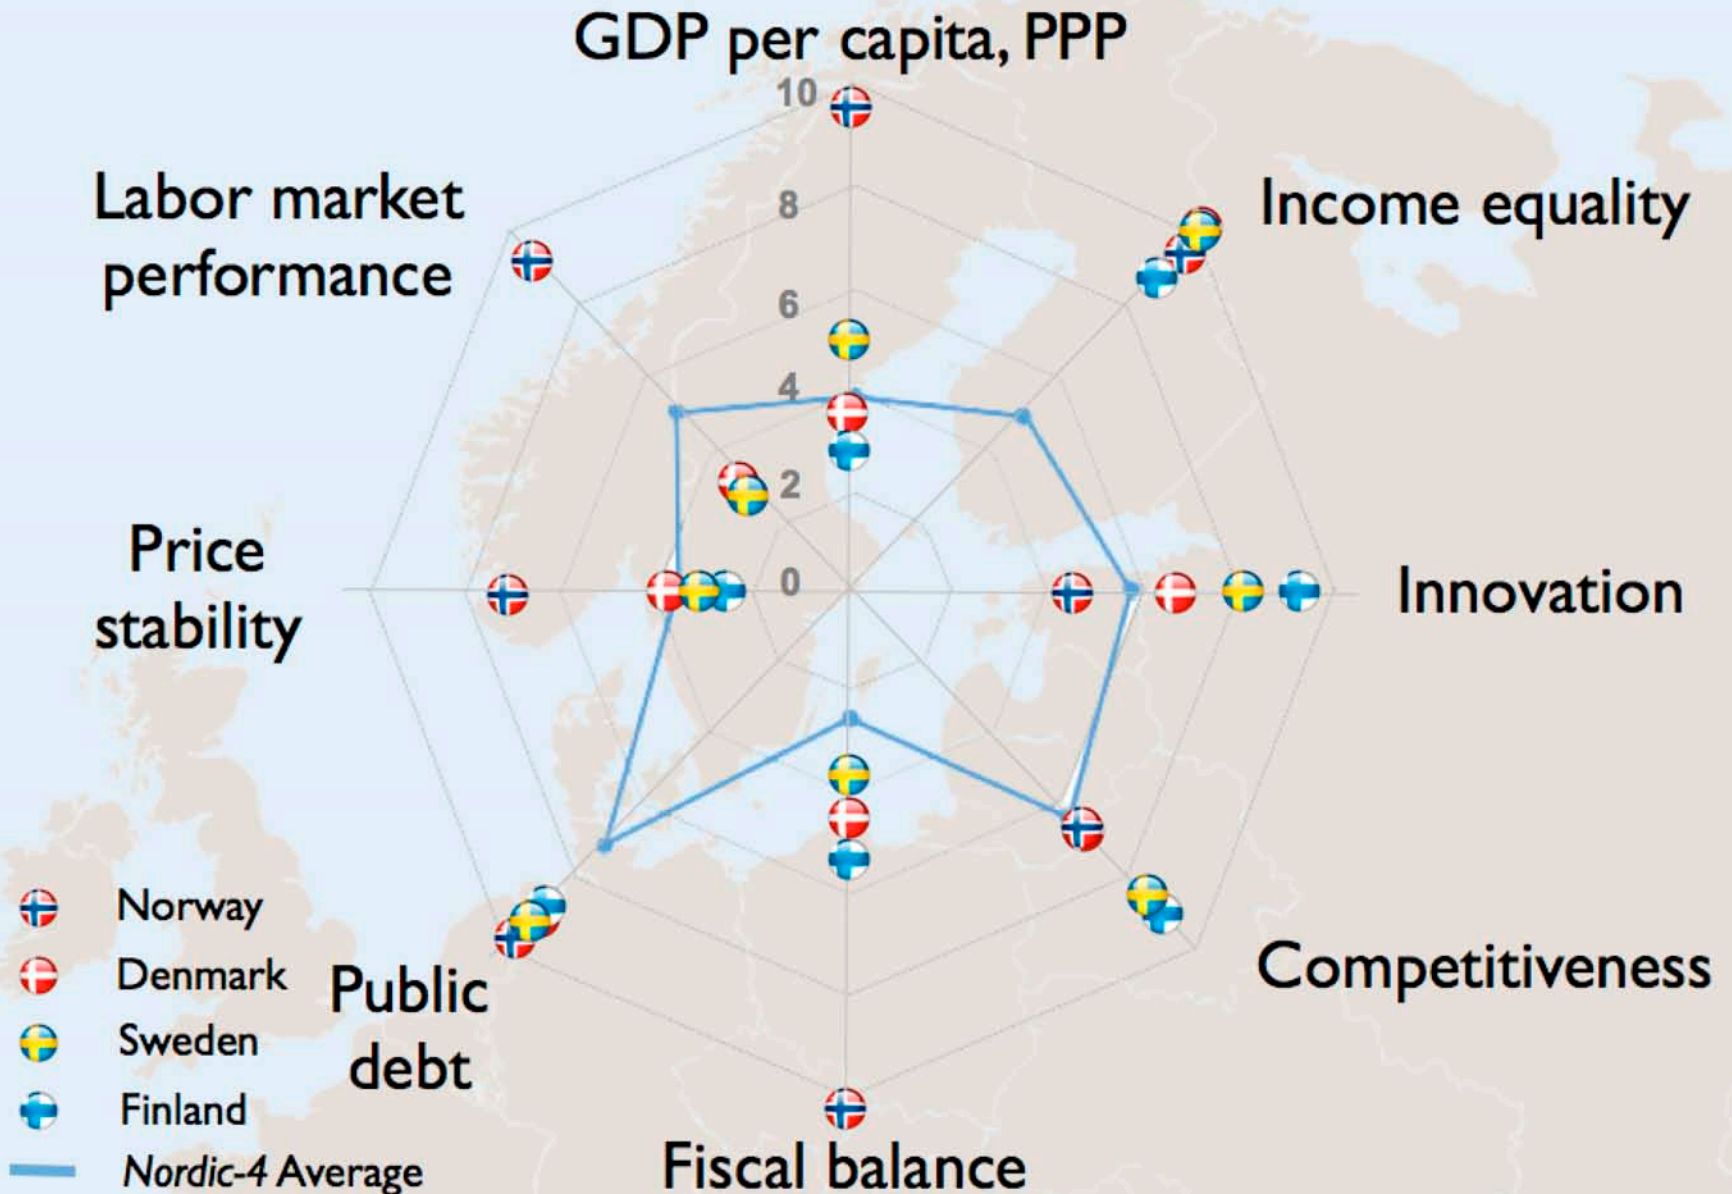 GDP per capita, PPP
10
Labor market
performance
8
Income equality
6
4
2
Price
stability
0
Innovation
Norway
Denmark
Sweden
Finland
Nordic-4 Average
Public
debt
Competitiveness
Fiscal balance